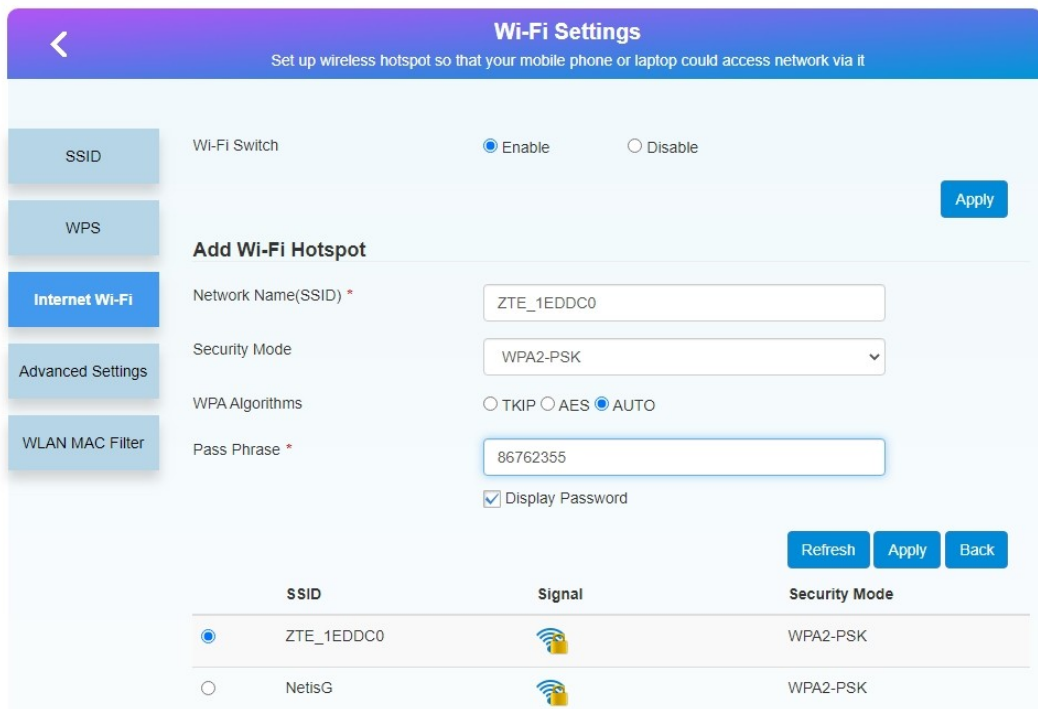 Wi-Fi Settings
Set up wireless hotspot so that your mobile phone or laptop could access network via it
SSID
WPS
Internet Wi-Fi
Advanced Settings
WLAN MAC Filter
Wi-Fi Switch Enable Disable
Apply
Add Wi-Fi Hotspot
Network Name(SSID) * ZTE_1EDDC0
Security Mode WPA2-PSK
WPA Algorithms TKIP AES AUTO
Pass Phrase * 86762355
Display Password
Refresh Apply Back
SSID Signal Security Mode
ZTE_1EDDC0 WPA2-PSK
NetisG WPA2-PSK